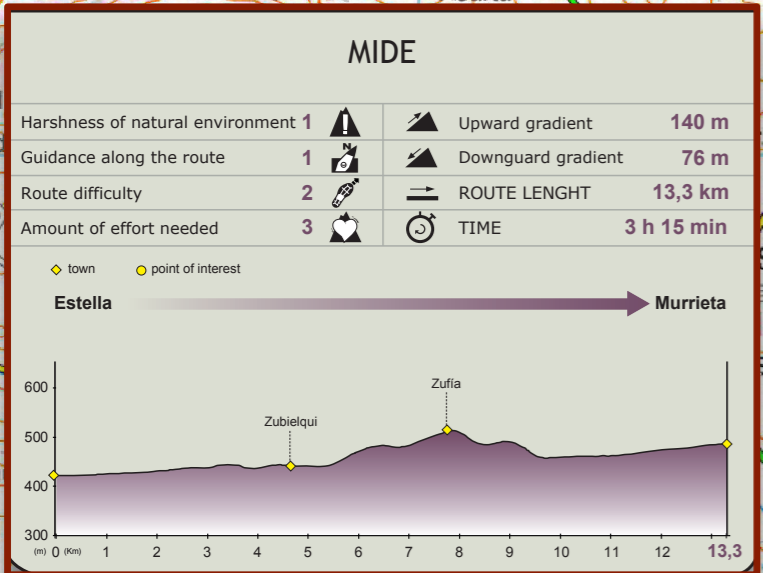 MIDE
Harshness of natural environment 1
Upward gradient 140 m
Guidance along the route 1
N
Downguard gradient 76 m
Route difficulty 2
ROUTE LENGHT 13,3 km
Amount of effort needed 3
TIME 3 h 15 min
town
point of interest
Estella
Murrieta
Zufía
Zubielqui
600
500
400
300
(m) 0 (Km) 1 2 3 4 5 6 7 8 9 10 11 12 13,3